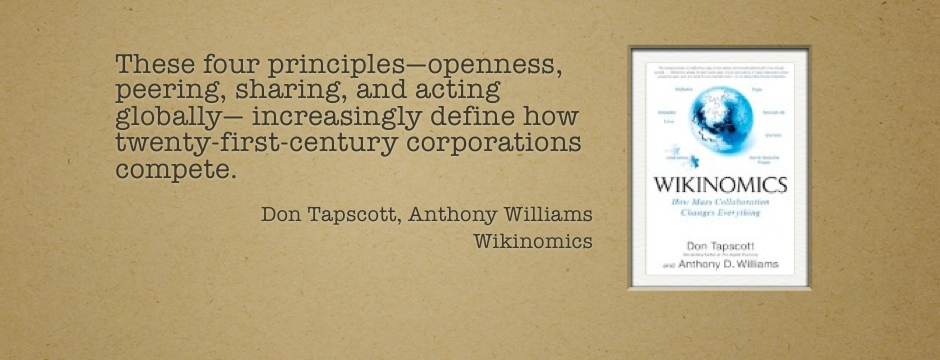 These four principles—openness,
peering, sharing, and acting
globally— increasingly define how
twenty-first-century corporations
compete.
Don Tapscott, Anthony Williams
Wikinomics
WIKINOMICS
How Mass Collaboration
Changes Everything
Don Tapscott
and Anthony D. Williams